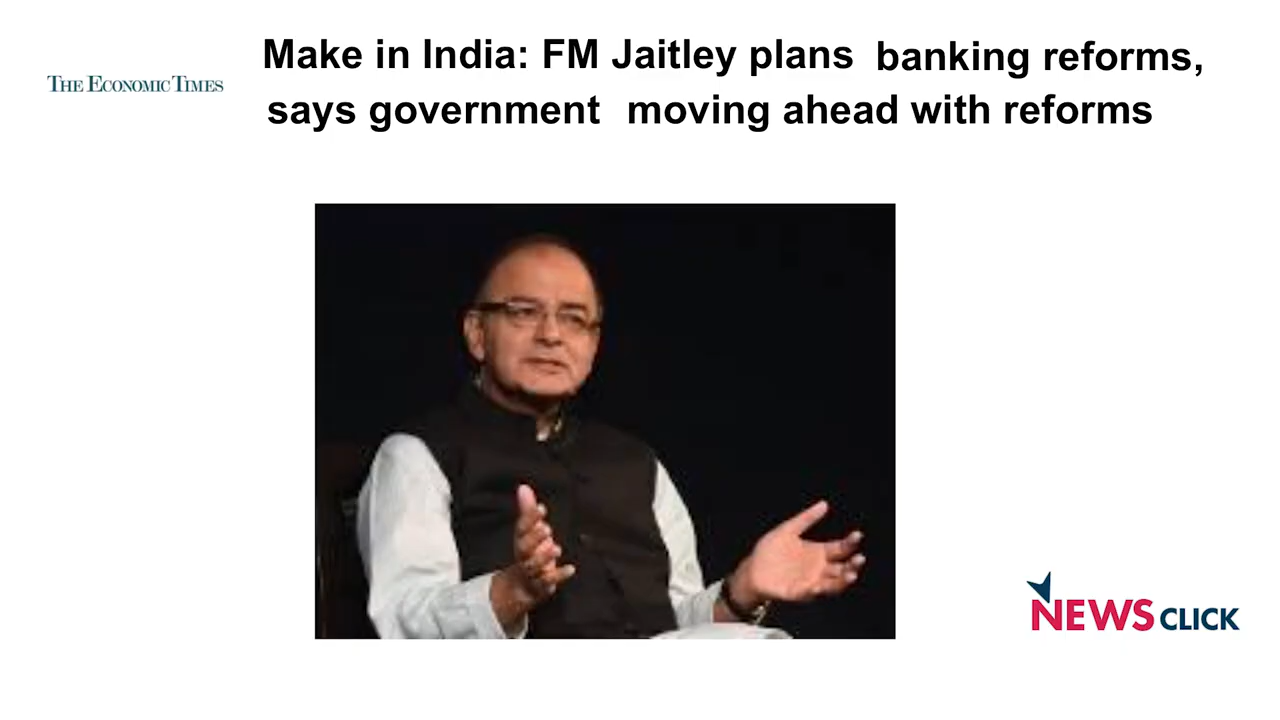 THE ECONOMIC TIMES
Make in India: FM Jaitley plans banking reforms,
says government moving ahead with reforms
NEWS CLICK